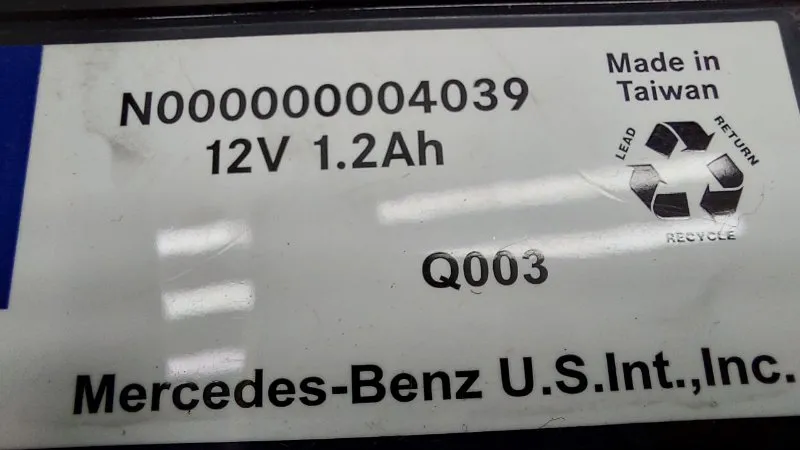 N000000004039
12V 1.2Ah
Made in
Taiwan
LEAD
RETURN
RECYCLE
Q003
Mercedes-Benz U.S.Int.,Inc.